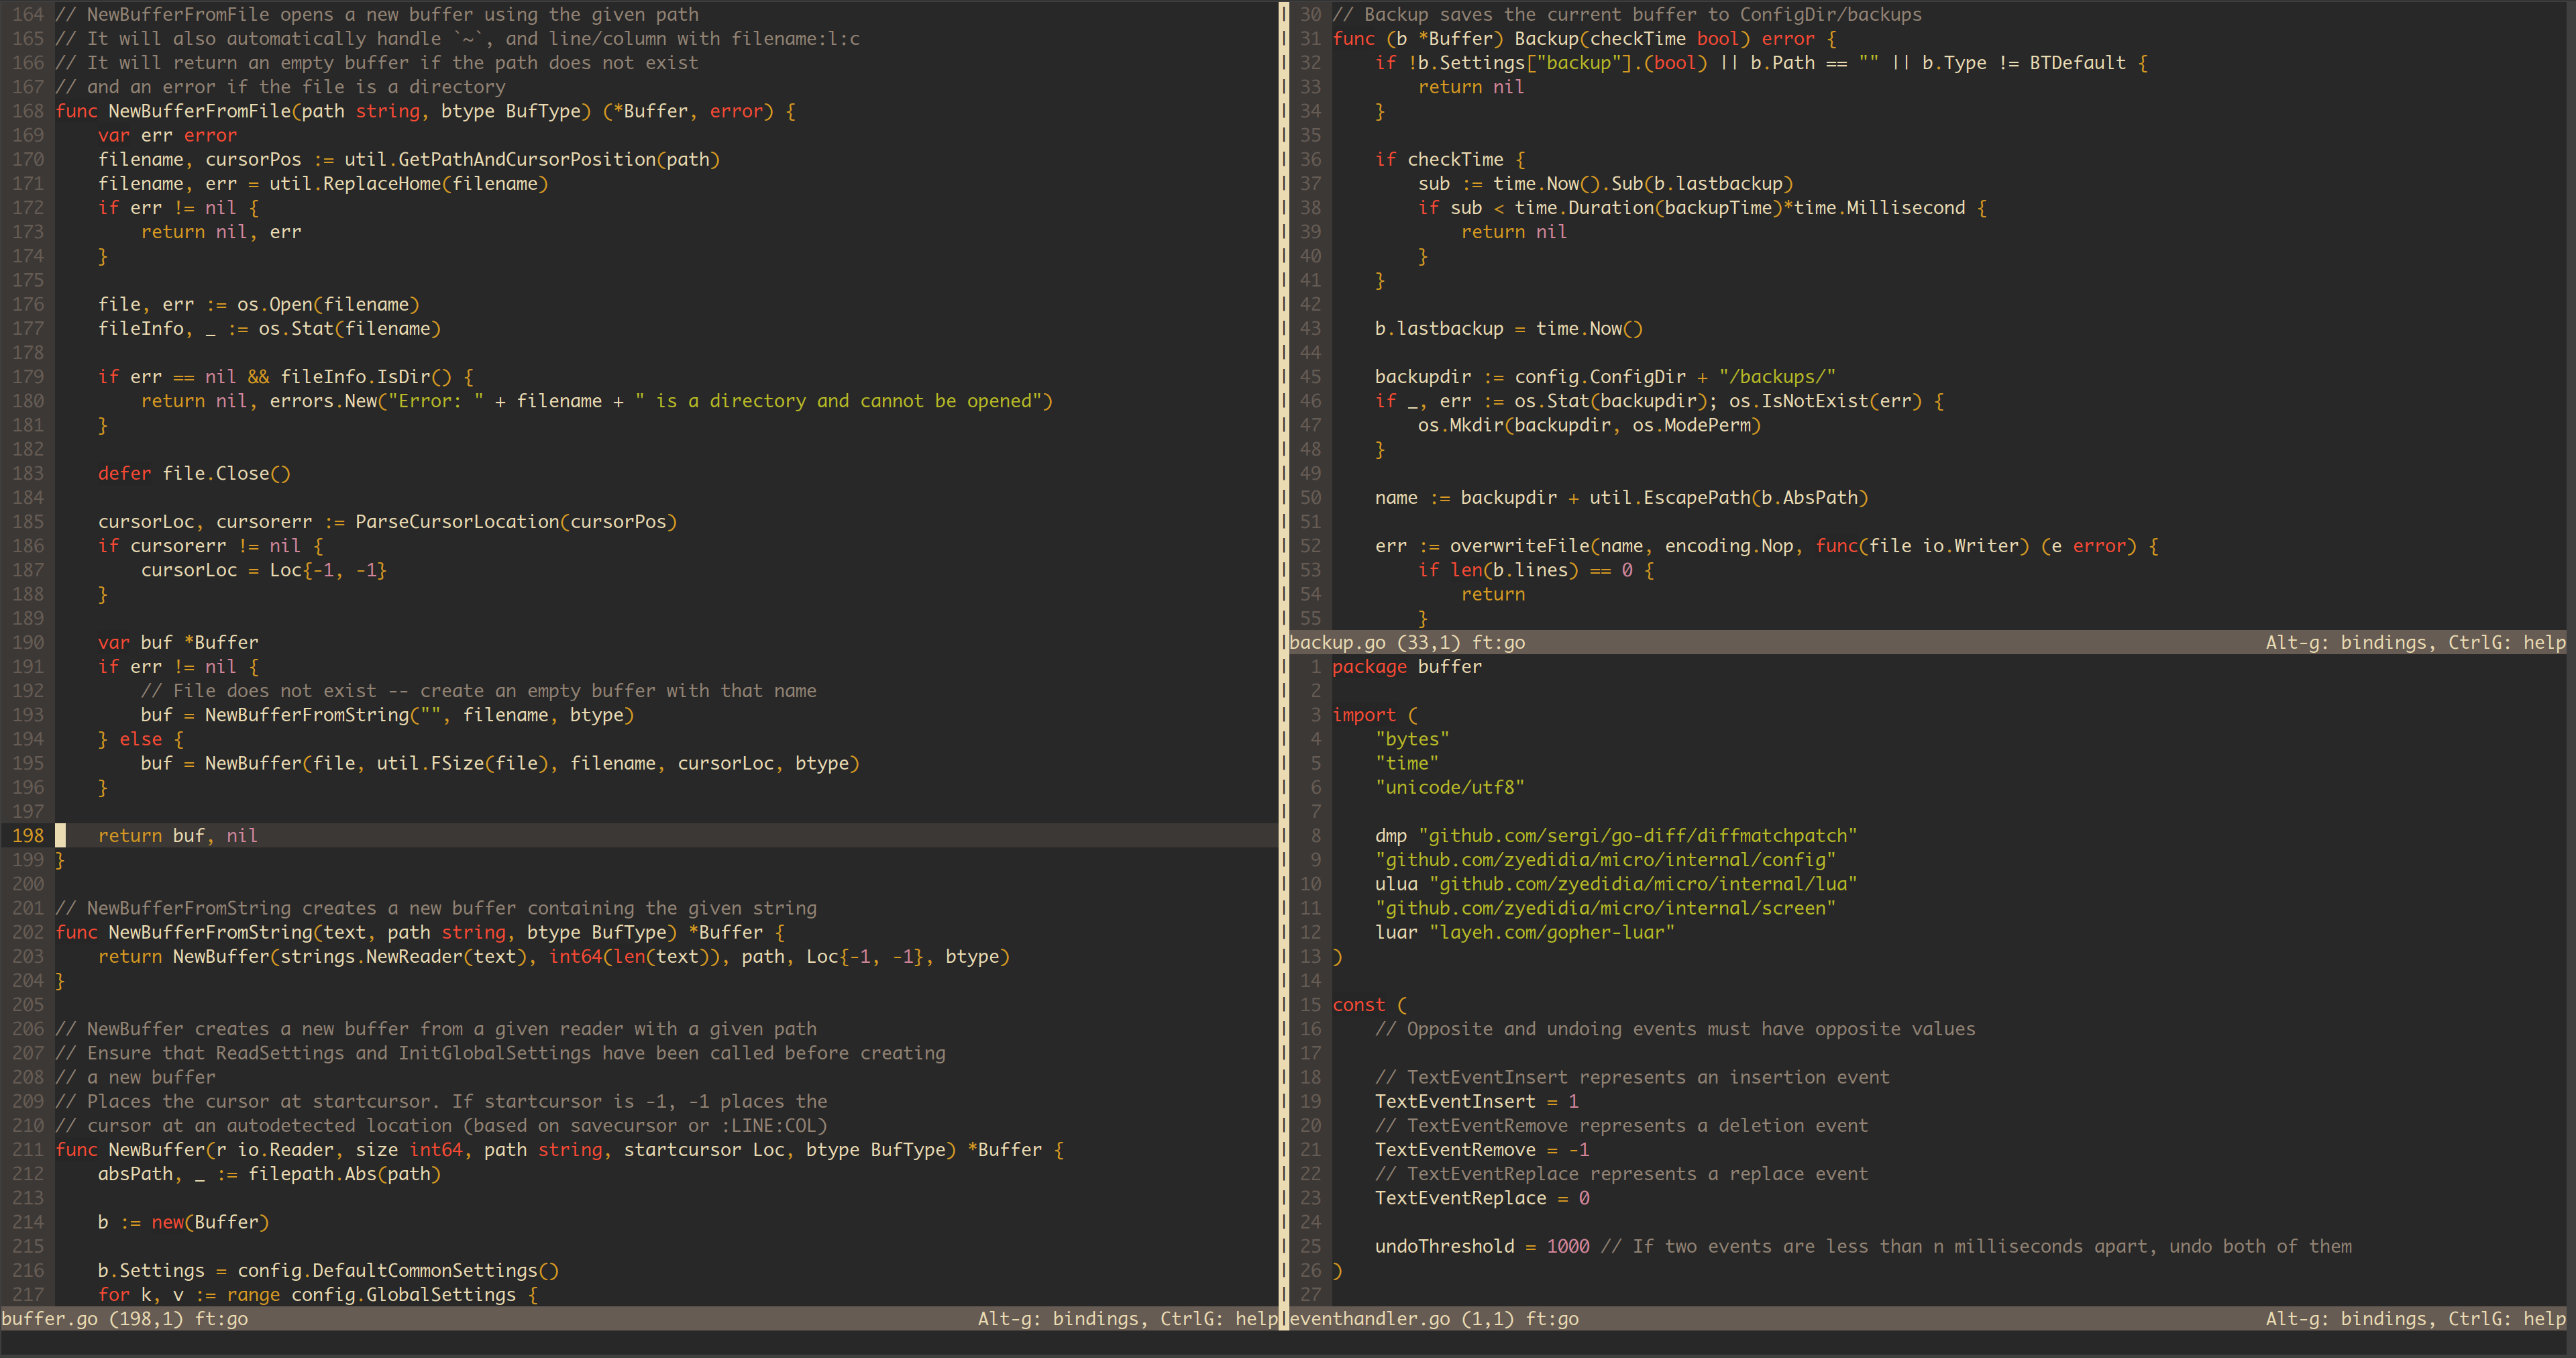 164 // NewBufferFromFile opens a new buffer using the given path
165 // It will also automatically handle `~`, and line/column with filename:l:c
166 // It will return an empty buffer if the path does not exist
167 // and an error if the file is a directory
168 func NewBufferFromFile(path string, btype BufType) (*Buffer, error) {
169     var err error
170     filename, cursorPos := util.GetPathAndCursorPosition(path)
171     filename, err = util.ReplaceHome(filename)
172     if err != nil {
173         return nil, err
174     }
175
176     file, err := os.Open(filename)
177     fileInfo, _ := os.Stat(filename)
178
179     if err == nil && fileInfo.IsDir() {
180         return nil, errors.New("Error: " + filename + " is a directory and cannot be opened")
181     }
182
183     defer file.Close()
184
185     cursorLoc, cursorerr := ParseCursorLocation(cursorPos)
186     if cursorerr != nil {
187         cursorLoc = Loc{-1, -1}
188     }
189
190     var buf *Buffer
191     if err != nil {
192         // File does not exist -- create an empty buffer with that name
193         buf = NewBufferFromString("", filename, btype)
194     } else {
195         buf = NewBuffer(file, util.FSize(file), filename, cursorLoc, btype)
196     }
197
198     return buf, nil
199 }
200
201 // NewBufferFromString creates a new buffer containing the given string
202 func NewBufferFromString(text, path string, btype BufType) *Buffer {
203     return NewBuffer(strings.NewReader(text), int64(len(text)), path, Loc{-1, -1}, btype)
204 }
205
206 // NewBuffer creates a new buffer from a given reader with a given path
207 // Ensure that ReadSettings and InitGlobalSettings have been called before creating
208 // a new buffer
209 // Places the cursor at startcursor. If startcursor is -1, -1 places the
210 // cursor at an autodetected location (based on savecursor or :LINE:COL)
211 func NewBuffer(r io.Reader, size int64, path string, startcursor Loc, btype BufType) *Buffer {
212     absPath, _ := filepath.Abs(path)
213
214     b := new(Buffer)
215
216     b.Settings = config.DefaultCommonSettings()
217     for k, v := range config.GlobalSettings {
buffer.go (198,1) ft:go Alt-g: bindings, CtrlG: help
30 // Backup saves the current buffer to ConfigDir/backups
31 func (b *Buffer) Backup(checkTime bool) error {
32     if !b.Settings["backup"].(bool) || b.Path == "" || b.Type != BTDefault {
33         return nil
34     }
35
36     if checkTime {
37         sub := time.Now().Sub(b.lastbackup)
38         if sub < time.Duration(backupTime)*time.Millisecond {
39             return nil
40         }
41     }
42
43     b.lastbackup = time.Now()
44
45     backupdir := config.ConfigDir + "/backups/"
46     if _, err := os.Stat(backupdir); os.IsNotExist(err) {
47         os.Mkdir(backupdir, os.ModePerm)
48     }
49
50     name := backupdir + util.EscapePath(b.AbsPath)
51
52     err := overwriteFile(name, encoding.Nop, func(file io.Writer) (e error) {
53         if len(b.lines) == 0 {
54             return
55         }
backup.go (33,1) ft:go Alt-g: bindings, CtrlG: help
1 package buffer
2
3 import (
4     "bytes"
5     "time"
6     "unicode/utf8"
7
8     dmp "github.com/sergi/go-diff/diffmatchpatch"
9     "github.com/zyedidia/micro/internal/config"
10     ulua "github.com/zyedidia/micro/internal/lua"
11     "github.com/zyedidia/micro/internal/screen"
12     luar "layeh.com/gopher-luar"
13 )
14
15 const (
16     // Opposite and undoing events must have opposite values
17
18     // TextEventInsert represents an insertion event
19     TextEventInsert = 1
20     // TextEventRemove represents a deletion event
21     TextEventRemove = -1
22     // TextEventReplace represents a replace event
23     TextEventReplace = 0
24
25     undoThreshold = 1000 // If two events are less than n milliseconds apart, undo both of them
26 )
27
eventhandler.go (1,1) ft:go Alt-g: bindings, CtrlG: help